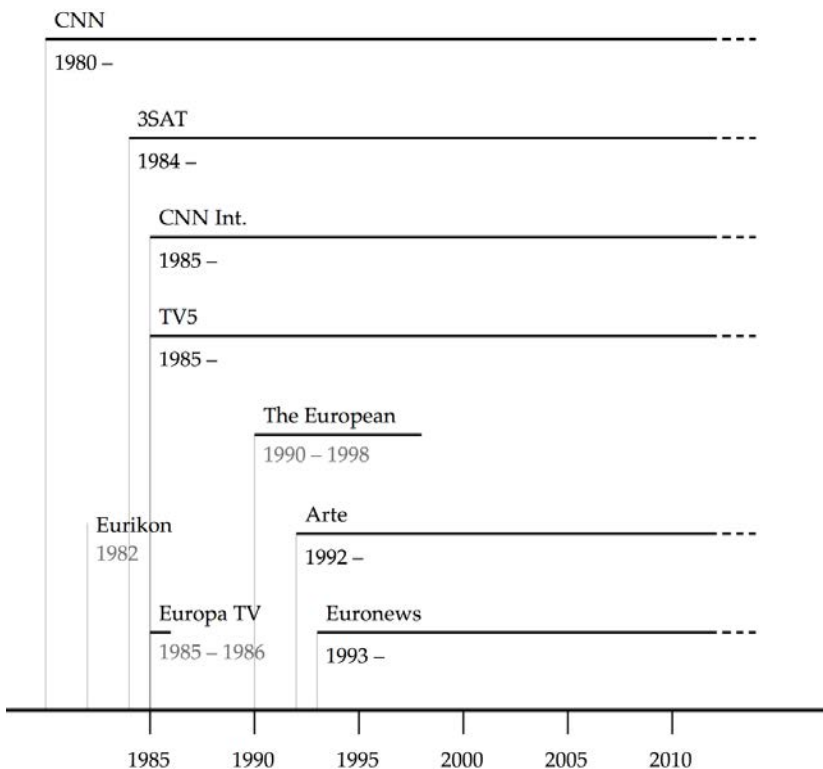 CNN
1980 –
3SAT
1984 –
CNN Int.
1985 –
TV5
1985 –
The European
1990 – 1998
Eurikon
1982
Arte
1992 –
Europa TV
1985 – 1986
Euronews
1993 –
1985 1990 1995 2000 2005 2010